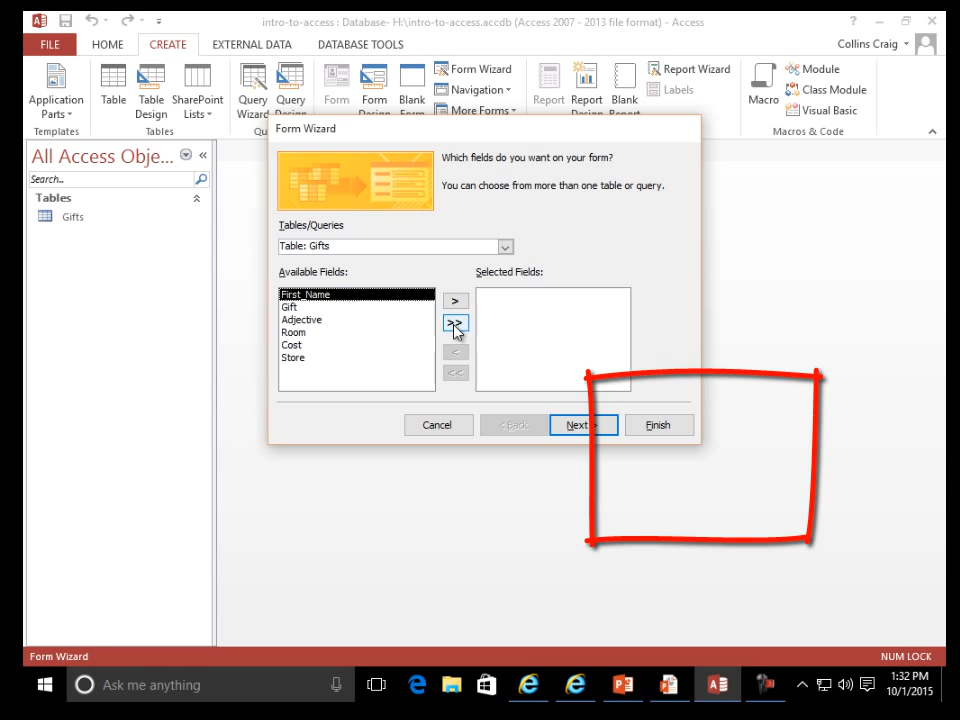 intro-to-access : Database- H:\intro-to-access.accdb (Access 2007 - 2013 file format) - Access
FILE HOME CREATE EXTERNAL DATA DATABASE TOOLS Collins Craig
Application Parts
Table
Table Design
SharePoint Lists
Query Wizard
Query Design
Form
Form Design
Blank Form
Form Wizard
Navigation
More Forms
Report
Report Design
Blank Report
Report Wizard
Labels
Macro
Module
Class Module
Visual Basic
Templates
Tables
Macros & Code
All Access Obje...
Search...
Tables
Gifts
Form Wizard
Which fields do you want on your form?
You can choose from more than one table or query.
Tables/Queries
Table: Gifts
Available Fields:
Selected Fields:
First_Name
Gift
Adjective
Room
Cost
Store
>
>>
<
<<
Cancel
< Back
Next >
Finish
Form Wizard
NUM LOCK
Ask me anything
1:32 PM
10/1/2015